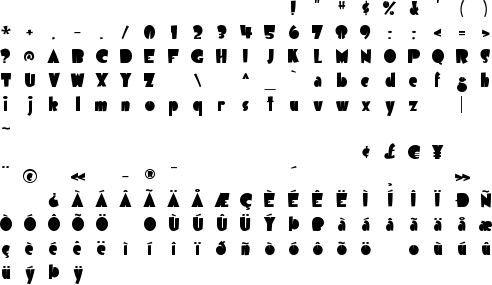 ! " # $ % & ' ( )
* + , - . / 0 1 2 3 4 5 6 7 8 9 : ; < = >
? @ A B C D E F G H I J K L M N O P Q R S
T U V W X Y Z \ ^ _ ` a b c d e f g h
i j k l m n o p q r s t u v w x y z |
~
¢ £ € ¥
¨ © « - ® ¯ ´
¸ »
¿ À Á Â Ã Ä Å Æ Ç È É Ê Ë Ì Í Î Ï Ð Ñ
Ò Ó Ô Õ Ö Ø Ù Ú Û Ü Ý Þ ß à á â ã ä å æ
ç è é ê ë ì í î ï ð ñ ò ó ô õ ö ø ù ú û
ü ý þ ÿ